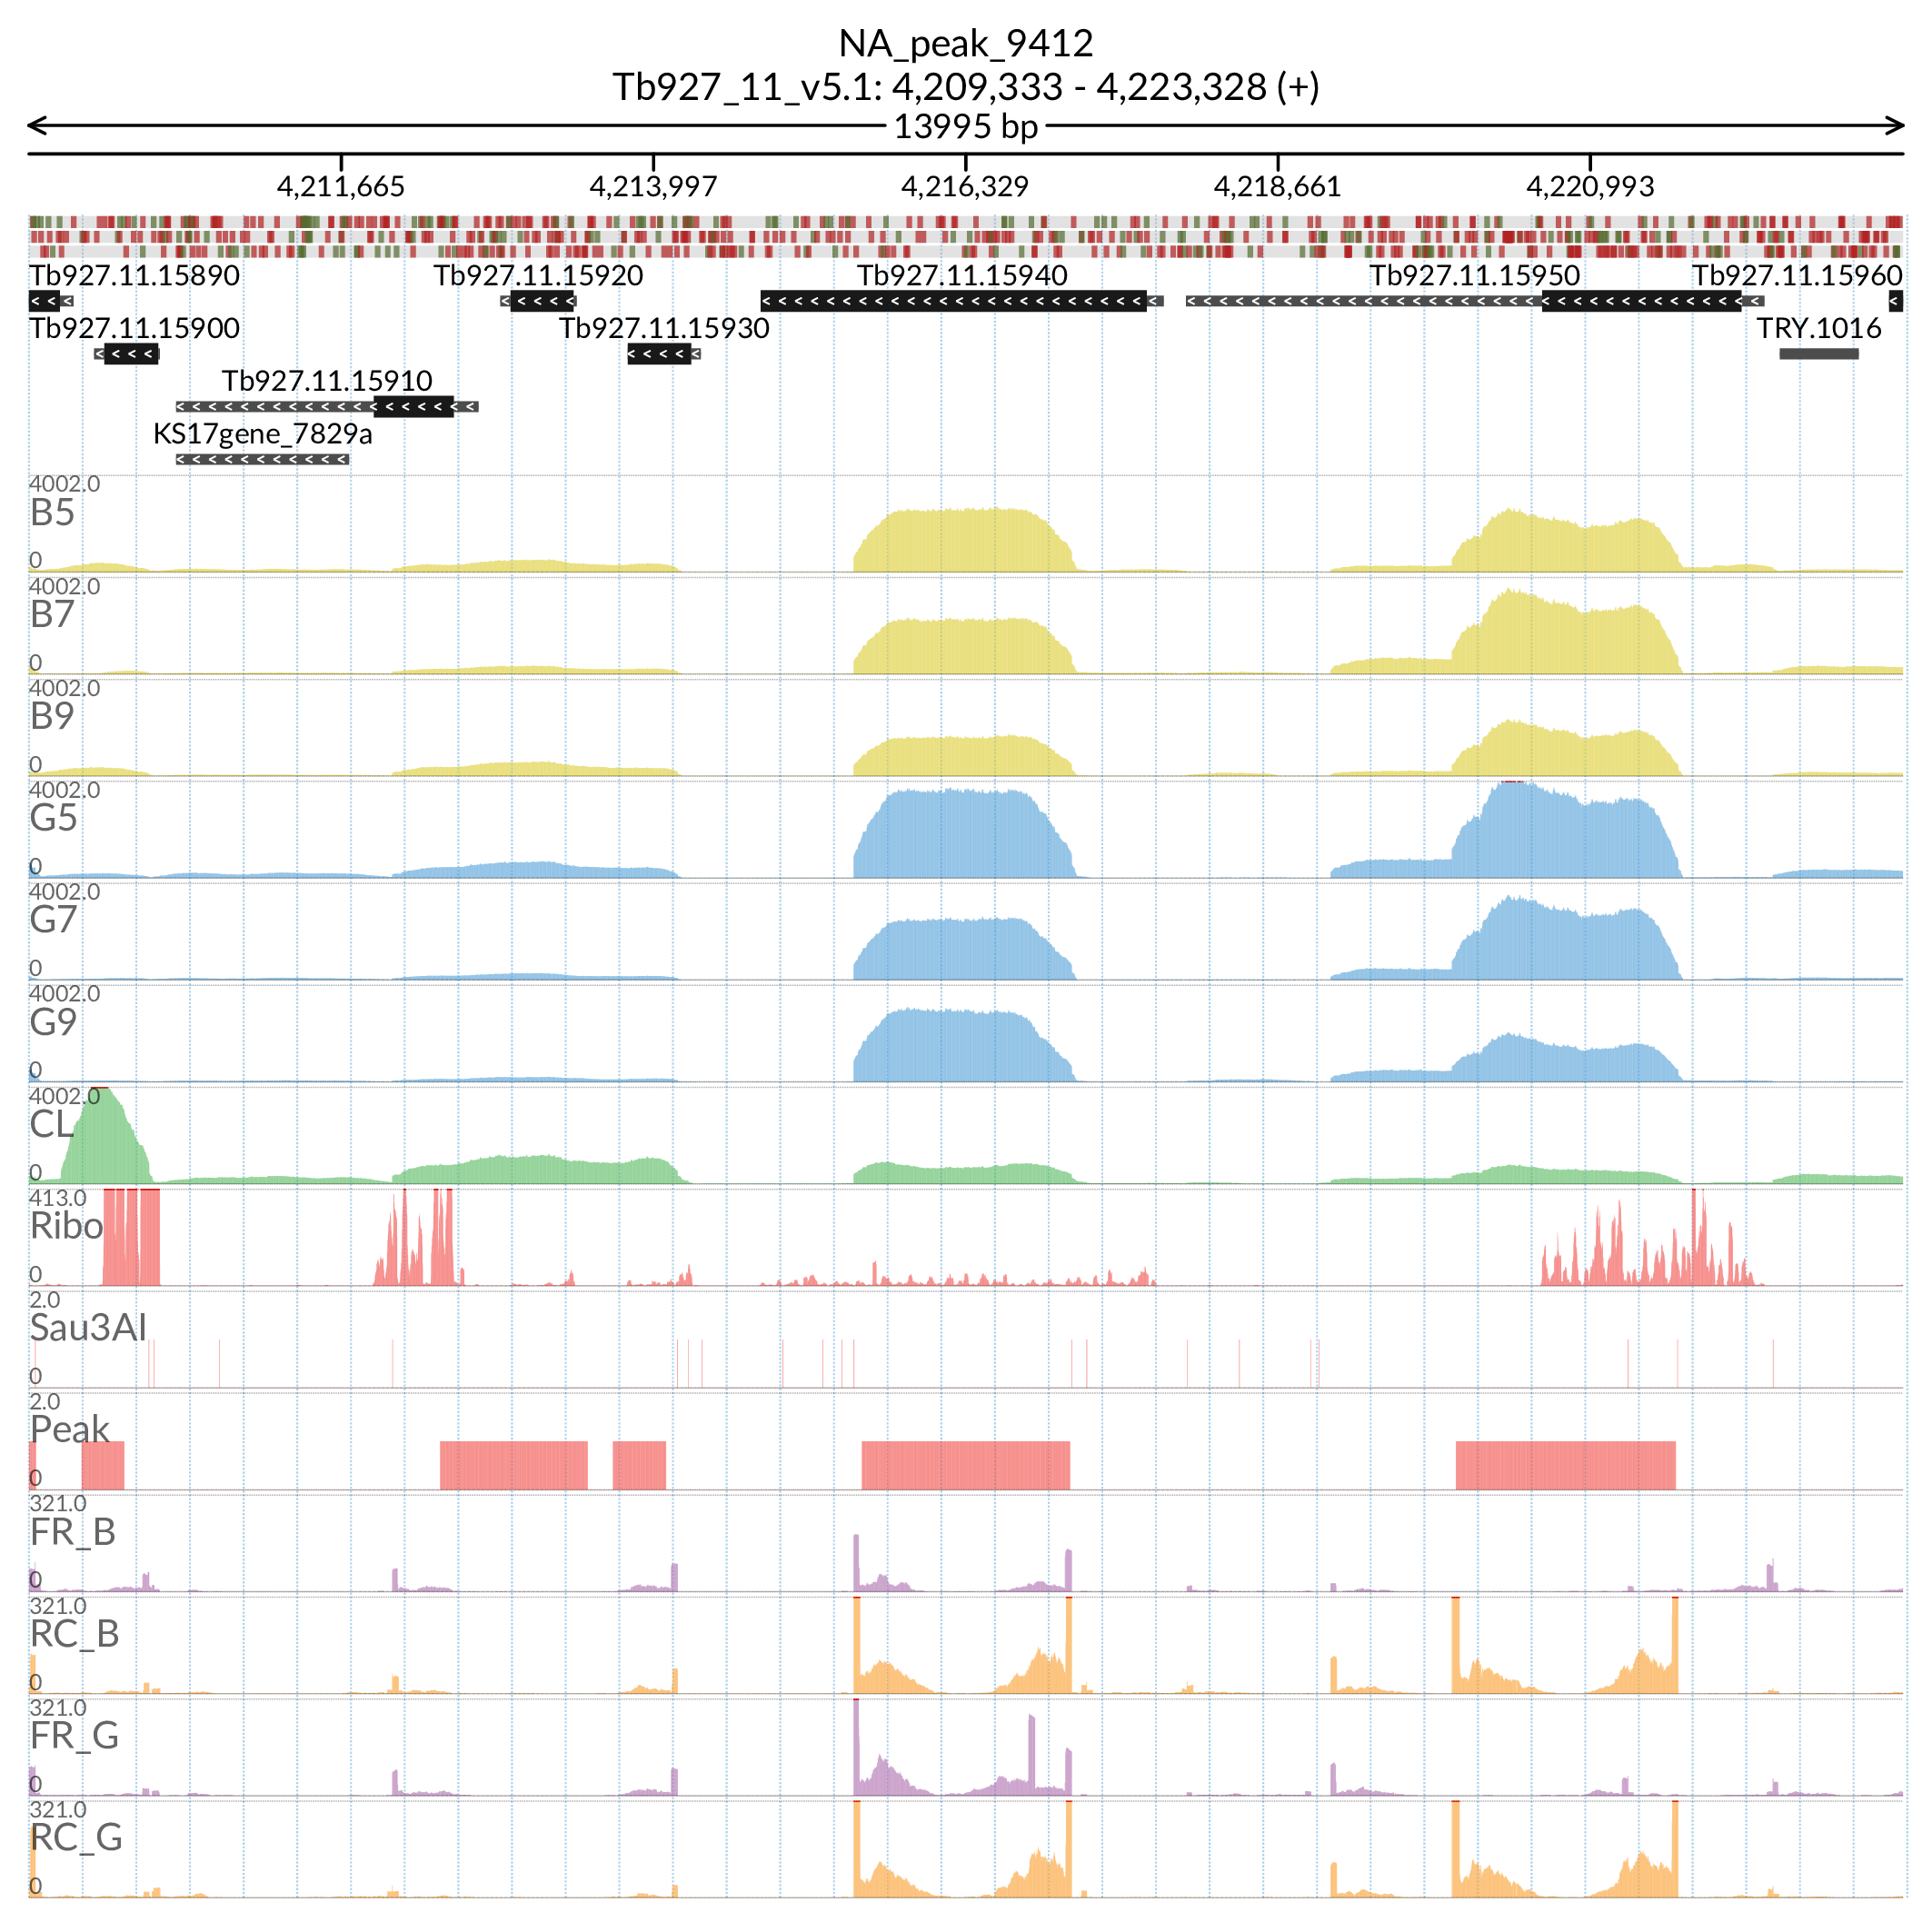 NA_peak_9412
Tb927_11_v5.1: 4,209,333 - 4,223,328 (+)
13995 bp
4,211,665 4,213,997 4,216,329 4,218,661 4,220,993
Tb927.11.15890 Tb927.11.15920 Tb927.11.15940 Tb927.11.15950 Tb927.11.15960
Tb927.11.15900 Tb927.11.15930 TRY.1016
Tb927.11.15910
KS17gene_7829a
4002.0
B5
0
4002.0
B7
0
4002.0
B9
0
4002.0
G5
0
4002.0
G7
0
4002.0
G9
0
4002.0
CL
0
413.0
Ribo
0
2.0
Sau3AI
0
2.0
Peak
0
321.0
FR_B
0
321.0
RC_B
0
321.0
FR_G
0
321.0
RC_G
0